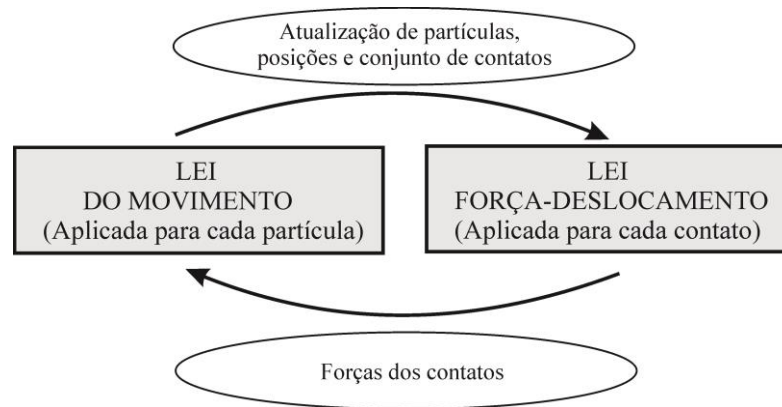 Atualização de partículas,
posições e conjunto de contatos
LEI
DO MOVIMENTO
(Aplicada para cada partícula)
LEI
FORÇA-DESLOCAMENTO
(Aplicada para cada contato)
Forças dos contatos